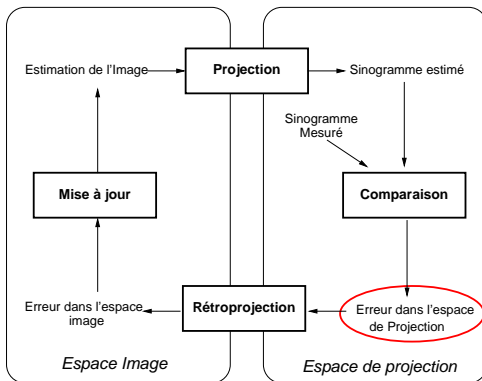 Estimation de l'Image
Projection
Sinogramme estimé
Sinogramme
Mesuré
Mise à jour
Comparaison
Erreur dans l'espace
image
Rétroprojection
Erreur dans l'espace
de Projection
Espace Image
Espace de projection